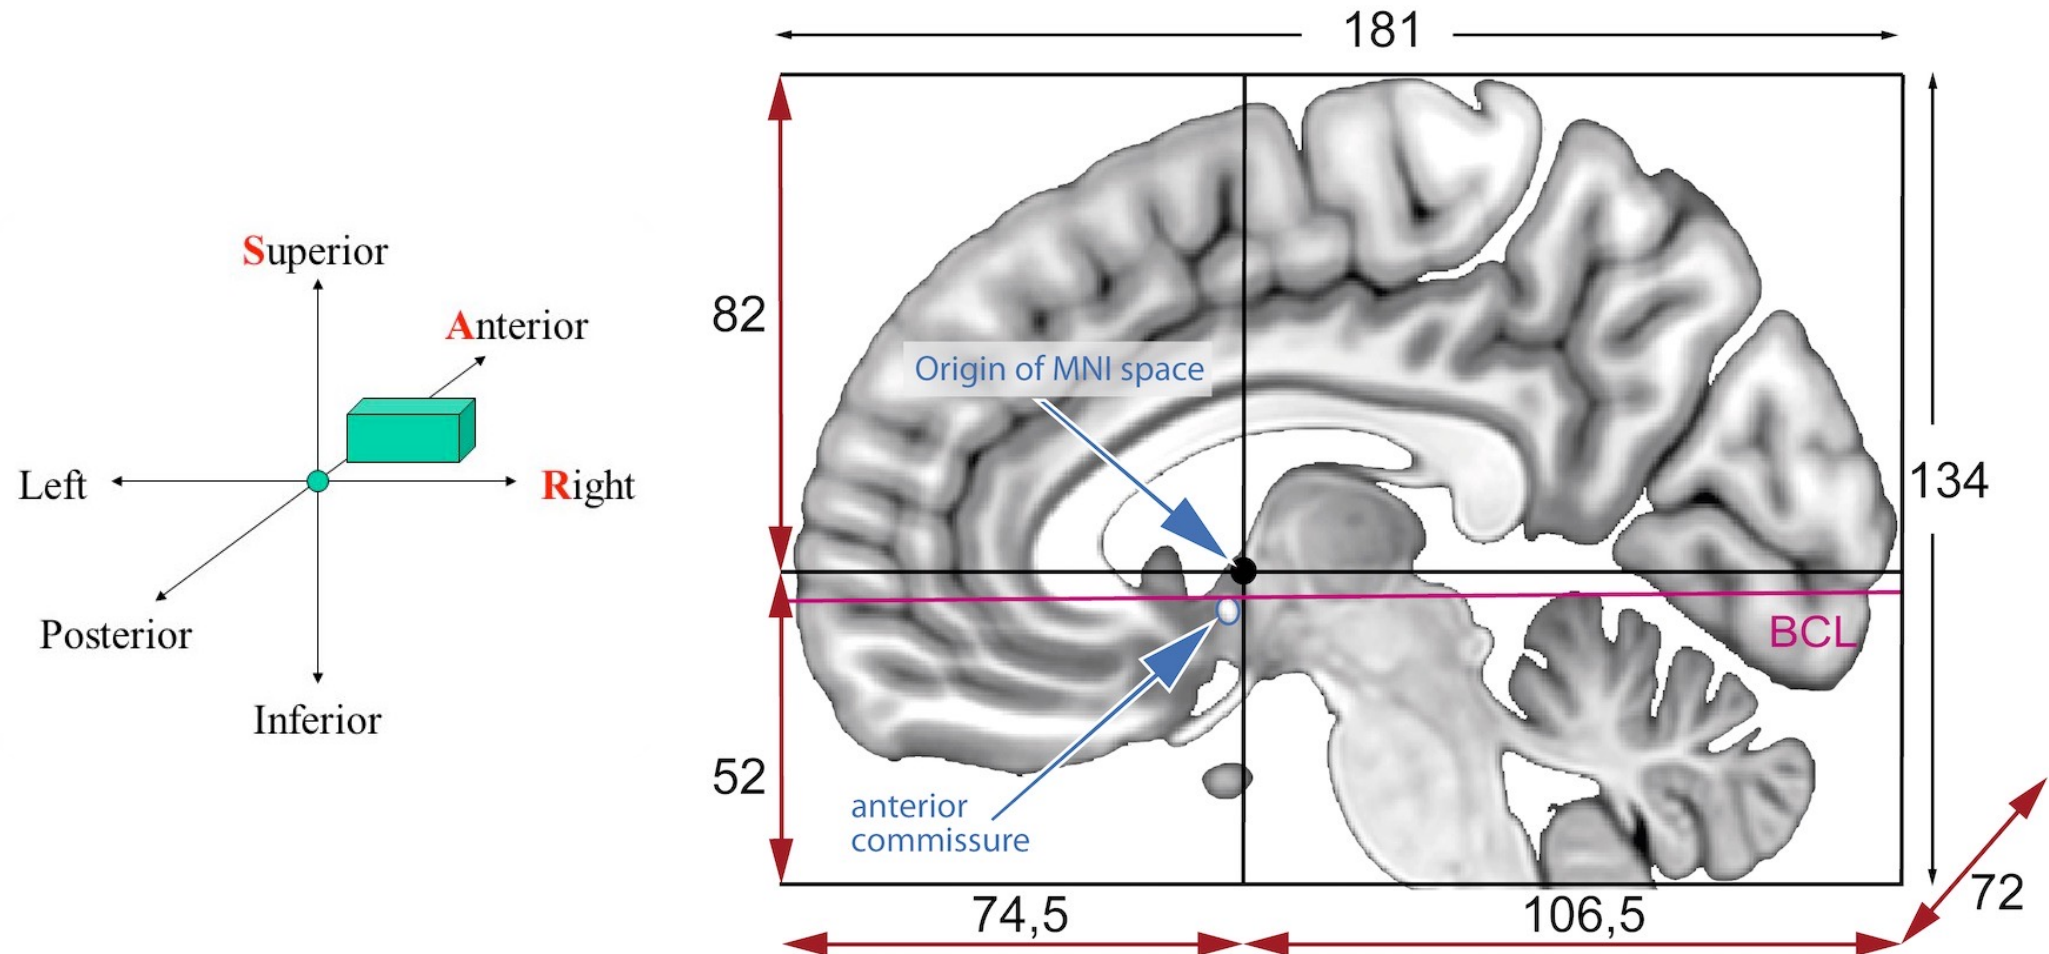 Superior
Anterior
Left
Right
Posterior
Inferior
181
82
Origin of MNI space
134
BCL
52
anterior
commissure
72
74,5
106,5